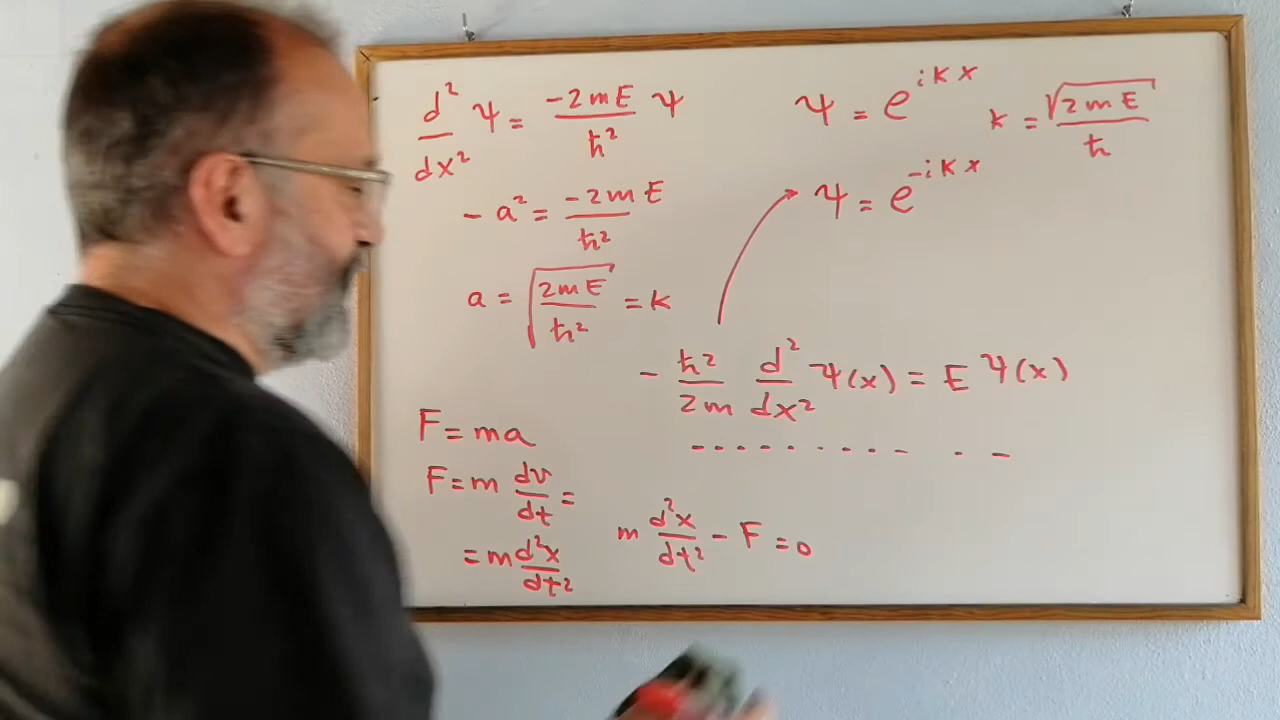 d²/dx² Ψ = -2mE/ħ² Ψ
- a² = -2mE/ħ²
a = √(2mE/ħ²) = k
Ψ = e^{ikx} k = √(2mE)/ħ
Ψ = e^{-ikx}
- ħ²/2m d²/dx² Ψ(x) = E Ψ(x)
F = ma
F = m dv/dt =
= m d²x/dt²
m d²x/dt² - F = 0